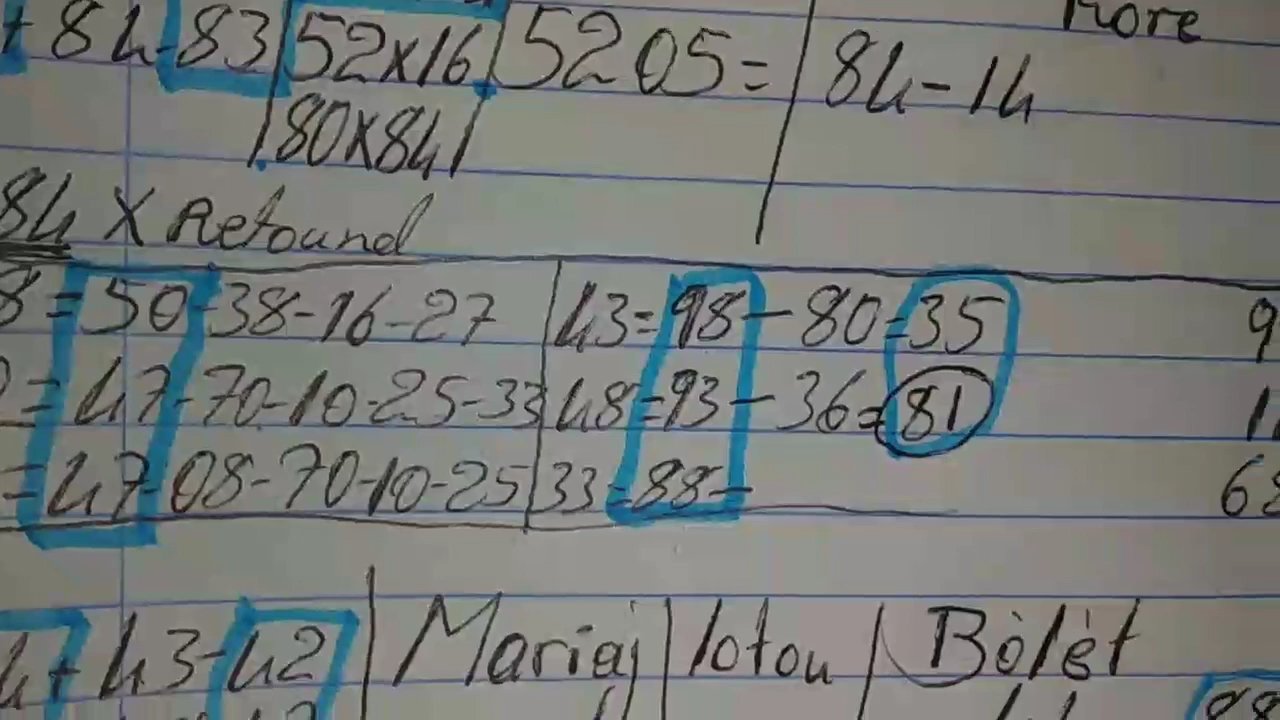 Kore
+ 84-83 | 52x16 | 5205= | 84-14
| 80x84 |
84 X Retound
8=50-38-16-27 | 43=98-80=35
=47-70-10-25-33 | 48=93-36=81
=47-08-70-10-25 | 33=88-
+ 43-42 | Mariaj | lotou | Bòlèt